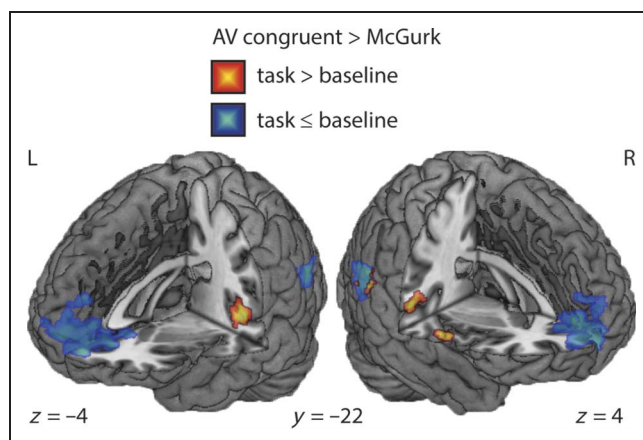 AV congruent > McGurk
task > baseline
task ≤ baseline
L
R
z = –4
y = –22
z = 4